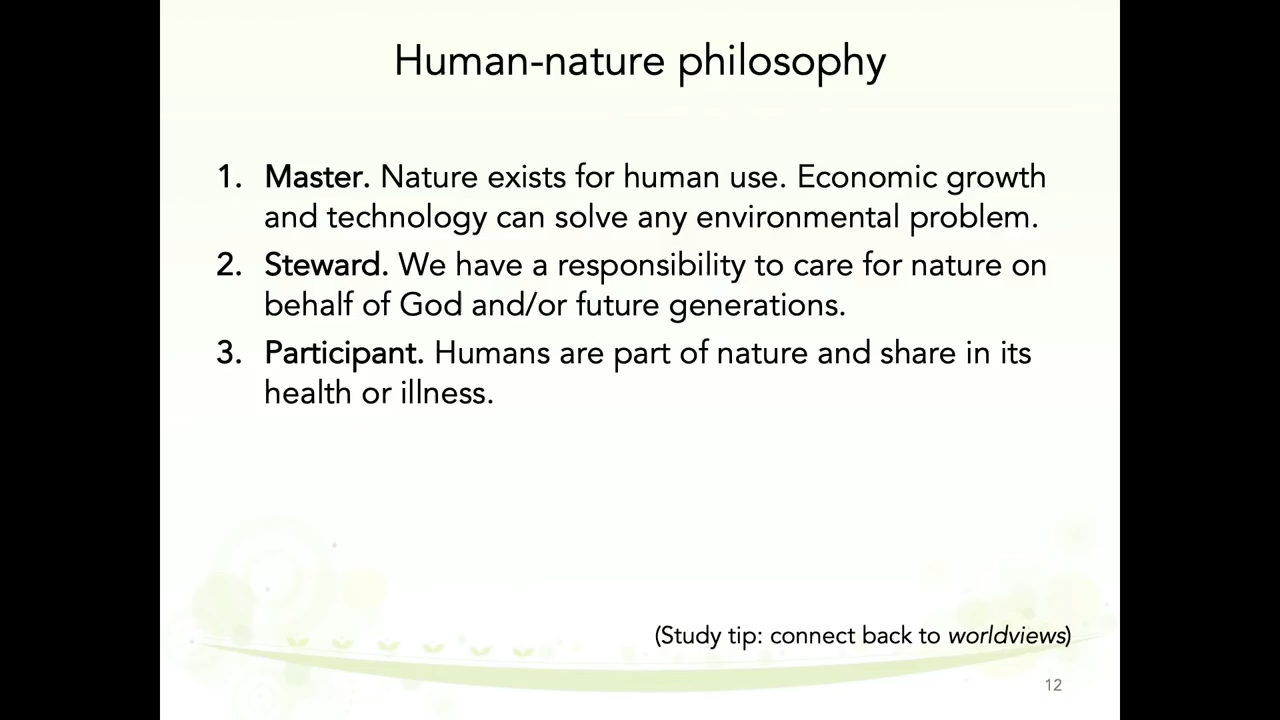 Human-nature philosophy
1. Master. Nature exists for human use. Economic growth
and technology can solve any environmental problem.
2. Steward. We have a responsibility to care for nature on
behalf of God and/or future generations.
3. Participant. Humans are part of nature and share in its
health or illness.
(Study tip: connect back to worldviews)
12